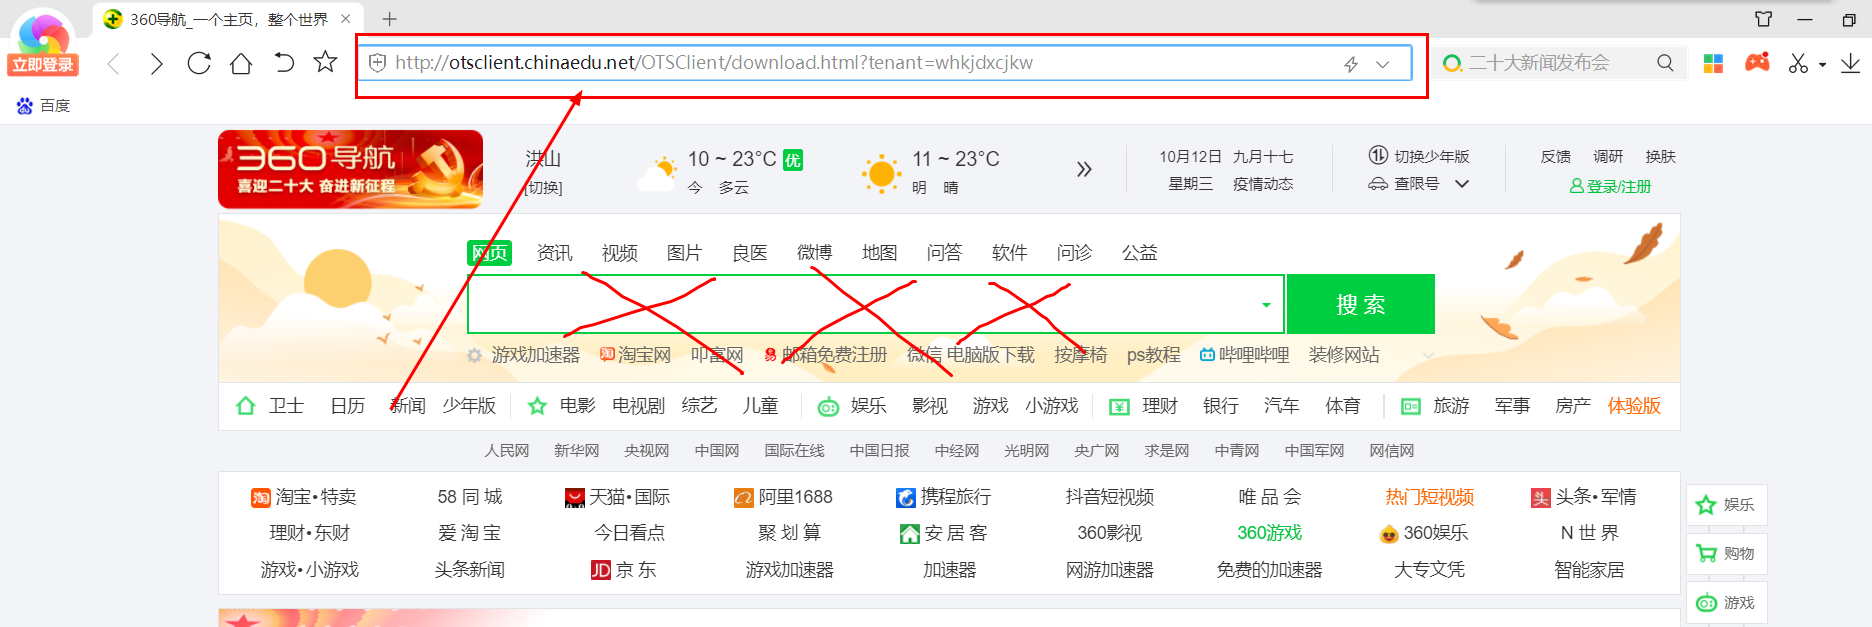 360导航_一个主页，整个世界
立即登录
http://otsclient.chinaedu.net/OTSClient/download.html?tenant=whkjdxcjkw
二十大新闻发布会
百度
360导航
喜迎二十大 奋进新征程
洪山
[切换]
10 ~ 23°C 优
今 多云
11 ~ 23°C
明 晴
10月12日 九月十七
星期三 疫情动态
切换少年版
查限号
反馈 调研 换肤
登录/注册
网页 资讯 视频 图片 良医 微博 地图 问答 软件 问诊 公益
搜索
游戏加速器 淘宝网 叩富网 邮箱免费注册 微信 电脑版下载 按摩椅 ps教程 哔哩哔哩 装修网站
卫士 日历 新闻 少年版 电影 电视剧 综艺 儿童 娱乐 影视 游戏 小游戏 理财 银行 汽车 体育 旅游 军事 房产 体验版
人民网 新华网 央视网 中国网 国际在线 中国日报 中经网 光明网 央广网 求是网 中青网 中国军网 网信网
淘 淘宝•特卖 58 同 城 天猫•国际 阿里1688 携程旅行 抖音短视频 唯 品 会 热门短视频 头 头条•军情
理财•东财 爱 淘 宝 今日看点 聚 划 算 安 居 客 360影视 360游戏 360娱乐 N 世 界
游戏•小游戏 头条新闻 JD 京 东 游戏加速器 加速器 网游加速器 免费的加速器 大专文凭 智能家居
娱乐
购物
游戏